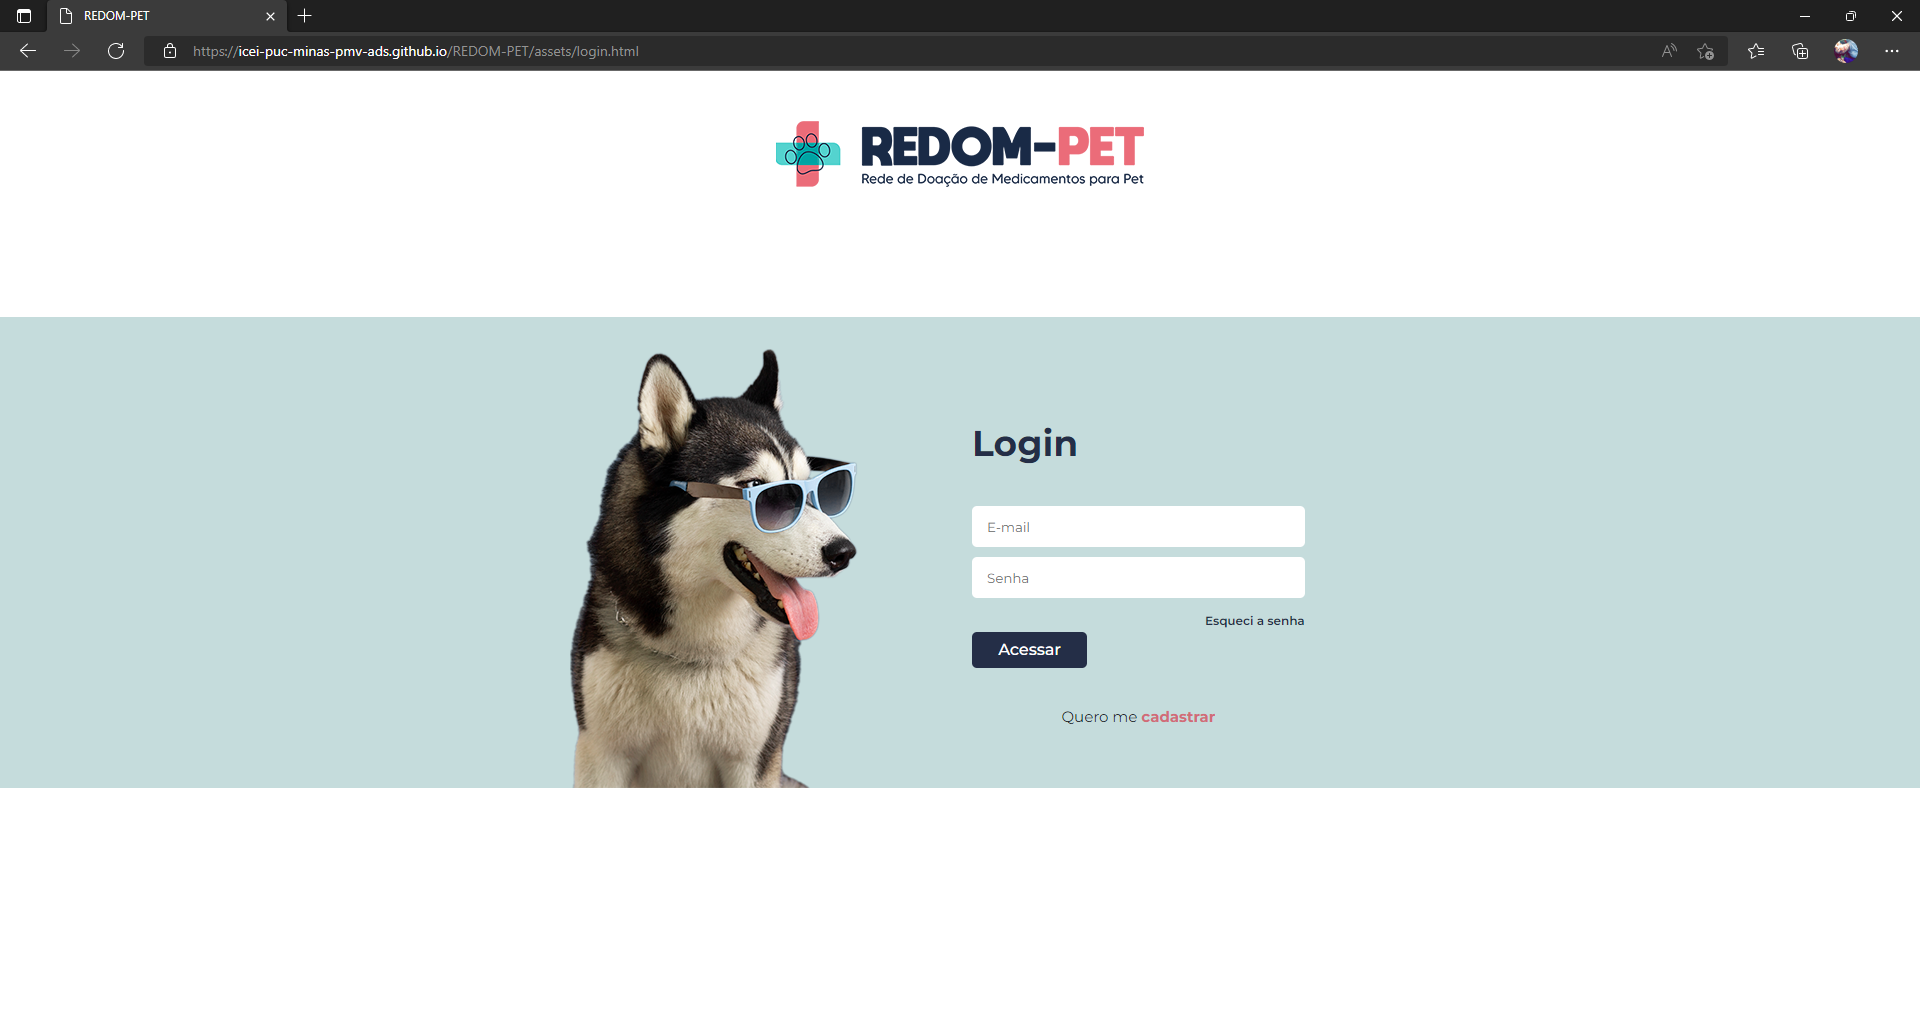 REDOM-PET
https://icei-puc-minas-pmv-ads.github.io/REDOM-PET/assets/login.html
REDOM-PET
Rede de Doação de Medicamentos para Pet
Login
E-mail
Senha
Esqueci a senha
Acessar
Quero me cadastrar